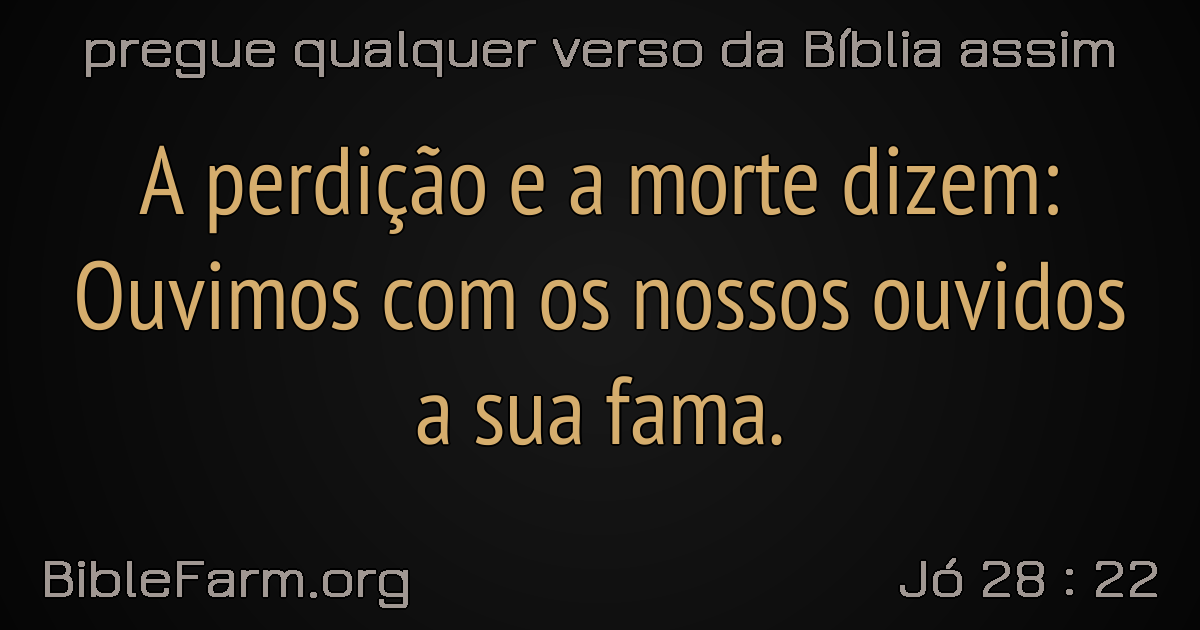 pregue qualquer verso da Bíblia assim
A perdição e a morte dizem:
Ouvimos com os nossos ouvidos
a sua fama.
BibleFarm.org
Jó 28 : 22